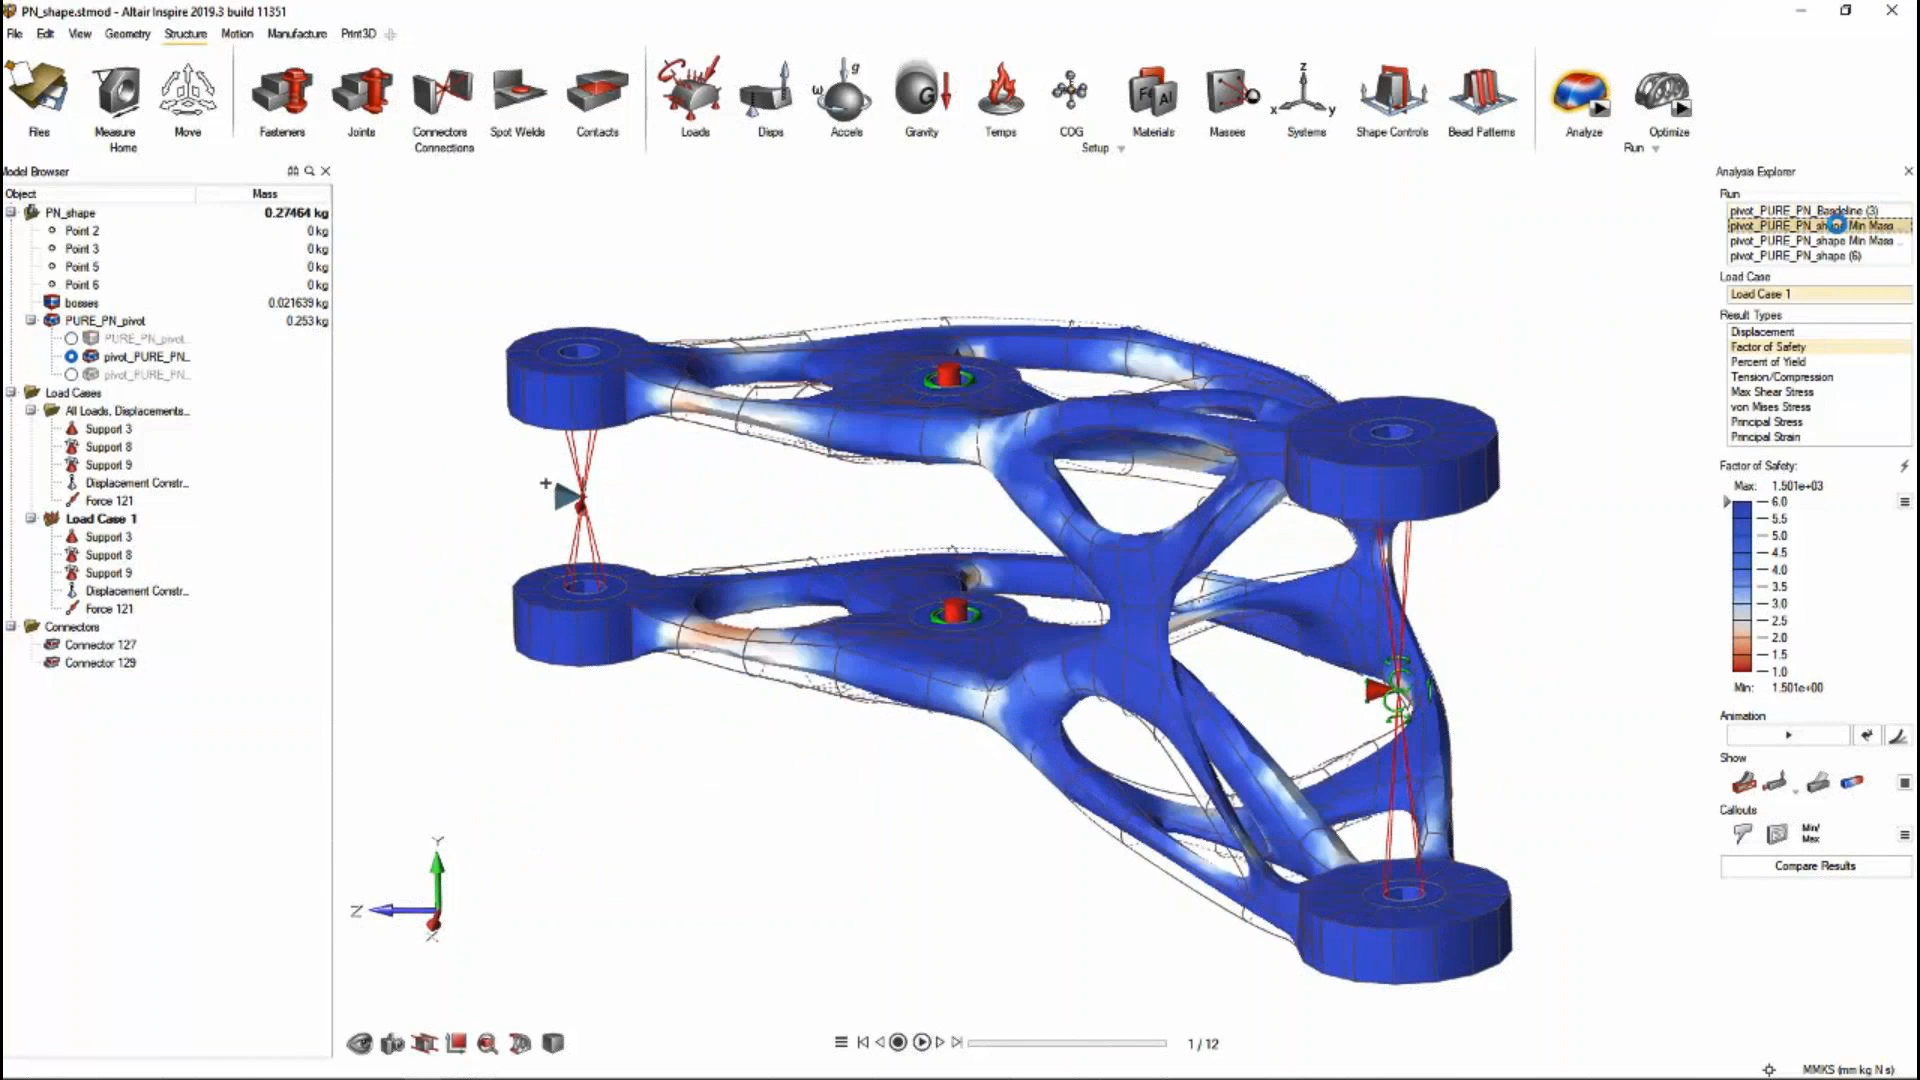 PN_shape.stmod - Altair Inspire 2019.3 build 11351
File Edit View Geometry Structure Motion Manufacture Print3D
Files Measure Move Fasteners Joints Connectors Spot Welds Contacts Loads Disps Accels Gravity Temps COG Materials Masses Systems Shape Controls Bead Patterns Analyze Optimize
Home Connections Setup Run
Model Browser
Object Mass
PN_shape 0.27464 kg
Point 2 0 kg
Point 3 0 kg
Point 5 0 kg
Point 6 0 kg
bosses 0.021639 kg
PURE_PN_pivot 0.253 kg
PURE_PN_pivot...
pivot_PURE_PN_
pivot_PURE_PN...
Load Cases
All Loads, Displacements...
Support 3
Support 8
Support 9
Displacement Constr...
Force 121
Load Case 1
Support 3
Support 8
Support 9
Displacement Constr...
Force 121
Connectors
Connector 127
Connector 129
Y
Z
X
1 / 12
Analysis Explorer
Run
pivot_PURE_PN_Basdeline (3)
pivot_PURE_PN_shape Min Mass
pivot_PURE_PN_shape Min Mass ...
pivot_PURE_PN_shape (6)
Load Case
Load Case 1
Result Types
Displacement
Factor of Safety
Percent of Yield
Tension/Compression
Max Shear Stress
von Mises Stress
Principal Stress
Principal Strain
Factor of Safety:
Max: 1.501e+03
6.0
5.5
5.0
4.5
4.0
3.5
3.0
2.5
2.0
1.5
1.0
Min: 1.501e+00
Animation
Show
Callouts
Min/
Max
Compare Results
MMKS (mm kg N s)